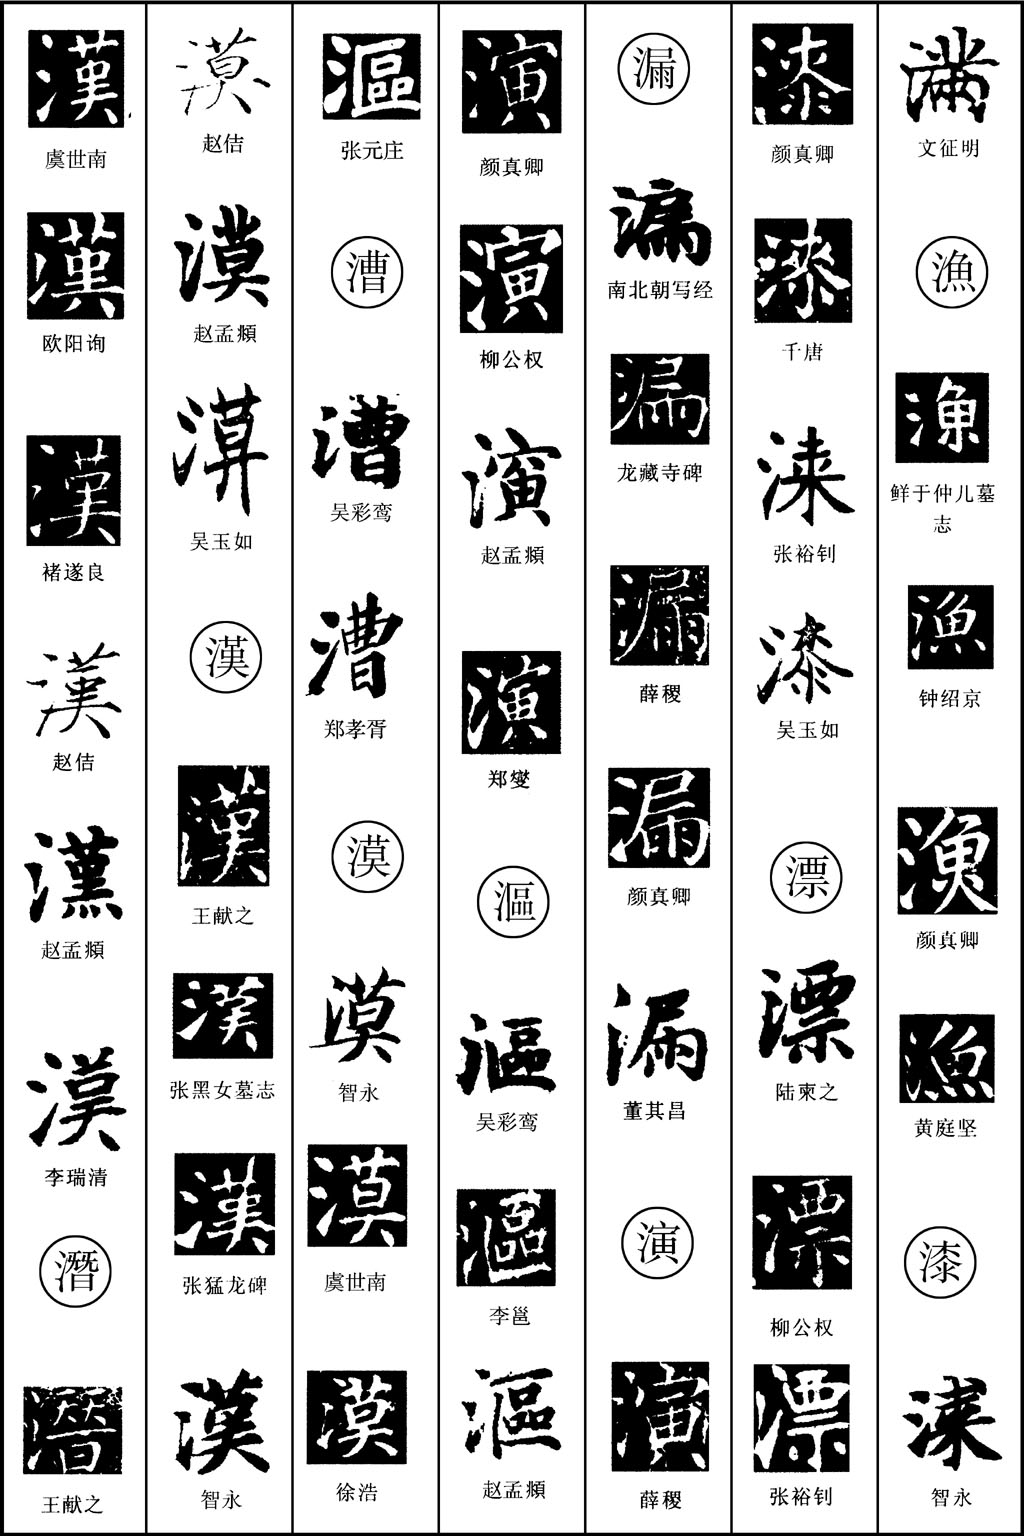 滿
文征明
漁
漁
鲜于仲儿墓
志
漁
钟绍京
漁
颜真卿
漁
黄庭坚
漆
漆
智永
漆
颜真卿
漆
千唐
漆
张裕钊
漆
吴玉如
漂
漂
陆柬之
漂
柳公权
漂
张裕钊
漏
漏
南北朝写经
漏
龙藏寺碑
漏
薛稷
漏
颜真卿
漏
董其昌
演
演
薛稷
演
颜真卿
演
柳公权
演
赵孟頫
演
郑燮
漚
漚
吴彩鸾
漚
李邕
漚
赵孟頫
漚
张元庄
漕
漕
吴彩鸾
漕
郑孝胥
漠
漠
智永
漠
虞世南
漠
徐浩
漠
赵佶
漠
赵孟頫
漠
吴玉如
漢
漢
王献之
漢
张黑女墓志
漢
张猛龙碑
漢
智永
漢
虞世南
漢
欧阳询
漢
褚遂良
漢
赵佶
漢
赵孟頫
漢
李瑞清
潛
潛
王献之